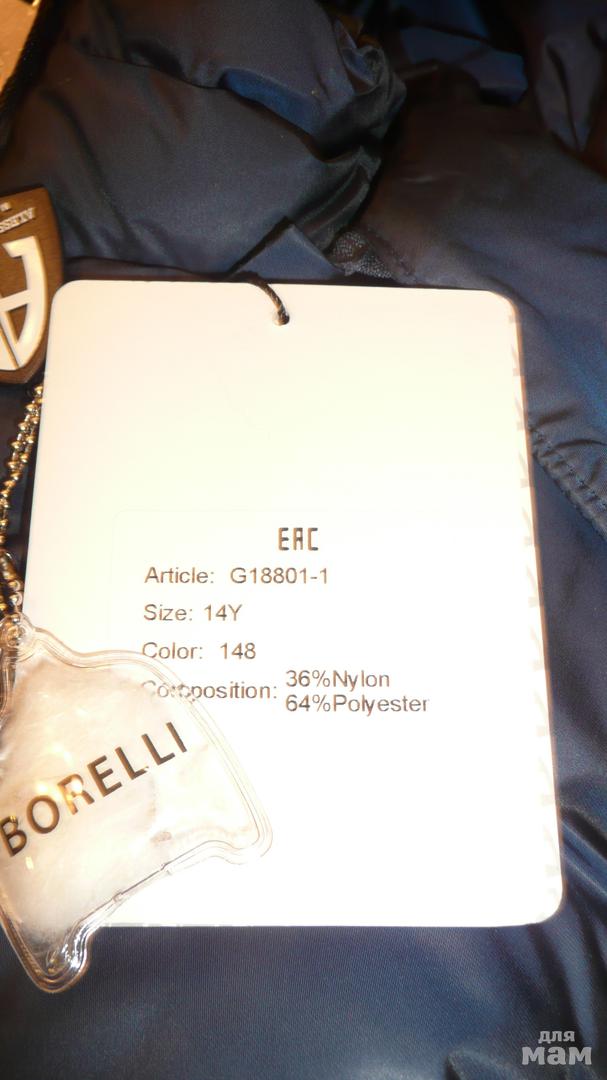 EAC
Article: G18801-1
Size: 14Y
Color: 148
Composition: 36%Nylon
64%Polyester
BORELLI
для
мам